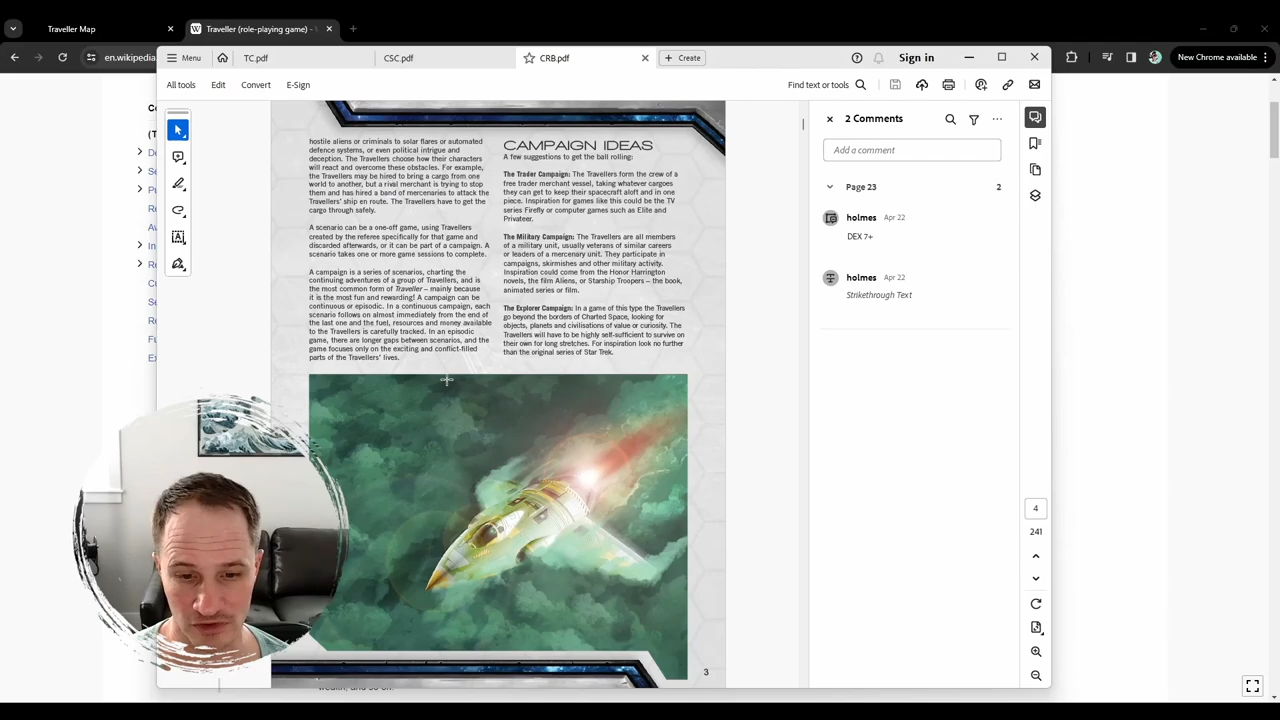 Traveller Map
Traveller (role-playing game) -
en.wikipedia
New Chrome available
Menu
TC.pdf
CSC.pdf
CRB.pdf
Create
Sign in
All tools
Edit
Convert
E-Sign
Find text or tools
hostile aliens or criminals to solar flares or automated
defence systems, or even political intrigue and
deception. The Travellers choose how their characters
will react and overcome these obstacles. For example,
the Travellers may be hired to bring a cargo from one
world to another, but a rival merchant is trying to stop
them and has hired a band of mercenaries to attack the
Travellers' ship en route. The Travellers have to get the
cargo through safely.
A scenario can be a one-off game, using Travellers
created by the referee specifically for that game and
discarded afterwards, or it can be part of a campaign. A
scenario takes one or more game sessions to complete.
A campaign is a series of scenarios, charting the
continuing adventures of a group of Travellers, and is
the most common form of Traveller – mainly because
it is the most fun and rewarding! A campaign can be
continuous or episodic. In a continuous campaign, each
scenario follows on almost immediately from the end of
the last one and the fuel, resources and money available
to the Travellers is carefully tracked. In an episodic
game, there are longer gaps between scenarios, and the
game focuses only on the exciting and conflict-filled
parts of the Travellers' lives.
CAMPAIGN IDEAS
A few suggestions to get the ball rolling:
The Trader Campaign: The Travellers form the crew of a
free trader merchant vessel, taking whatever cargoes
they can get to keep their spacecraft aloft and in one
piece. Inspiration for games like this could be the TV
series Firefly or computer games such as Elite and
Privateer.
The Military Campaign: The Travellers are all members
of a military unit, usually veterans of similar careers
or leaders of a mercenary unit. They participate in
campaigns, skirmishes and other military activity.
Inspiration could come from the Honor Harrington
novels, the film Aliens, or Starship Troopers – the book,
animated series or film.
The Explorer Campaign: In a game of this type the Travellers
go beyond the borders of Charted Space, looking for
objects, planets and civilisations of value or curiosity. The
Travellers will have to be highly self-sufficient to survive on
their own for long stretches. For inspiration look no further
than the original series of Star Trek.
3
wealth, and so on.
2 Comments
Add a comment
Page 23
2
holmes Apr 22
DEX 7+
holmes Apr 22
Strikethrough Text
4
241